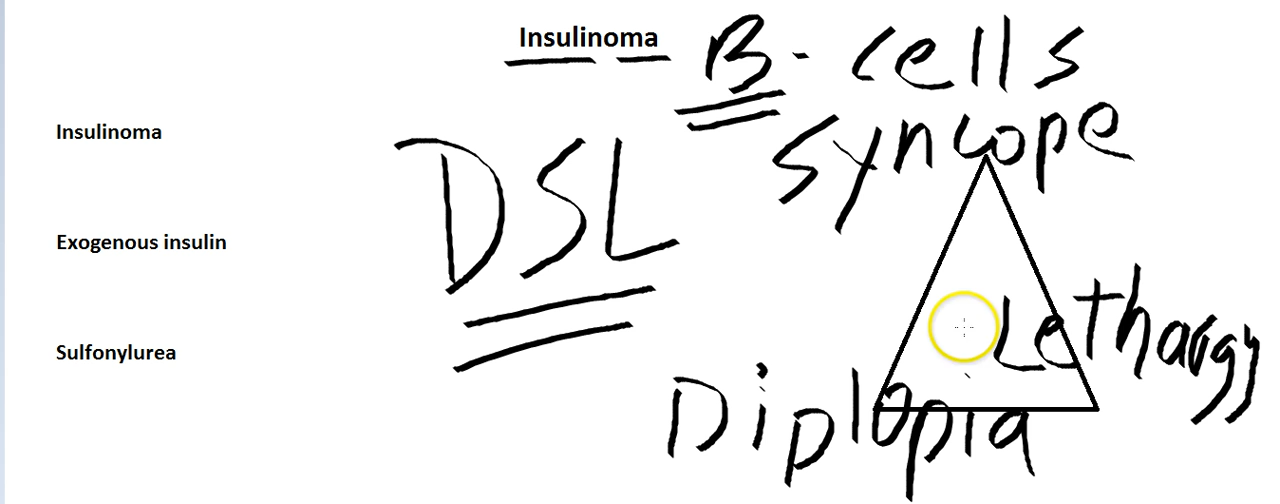 Insulinoma B-cells
Insulinoma
Syncope
DSL
Exogenous insulin
Lethargy
Sulfonylurea
Diplopia